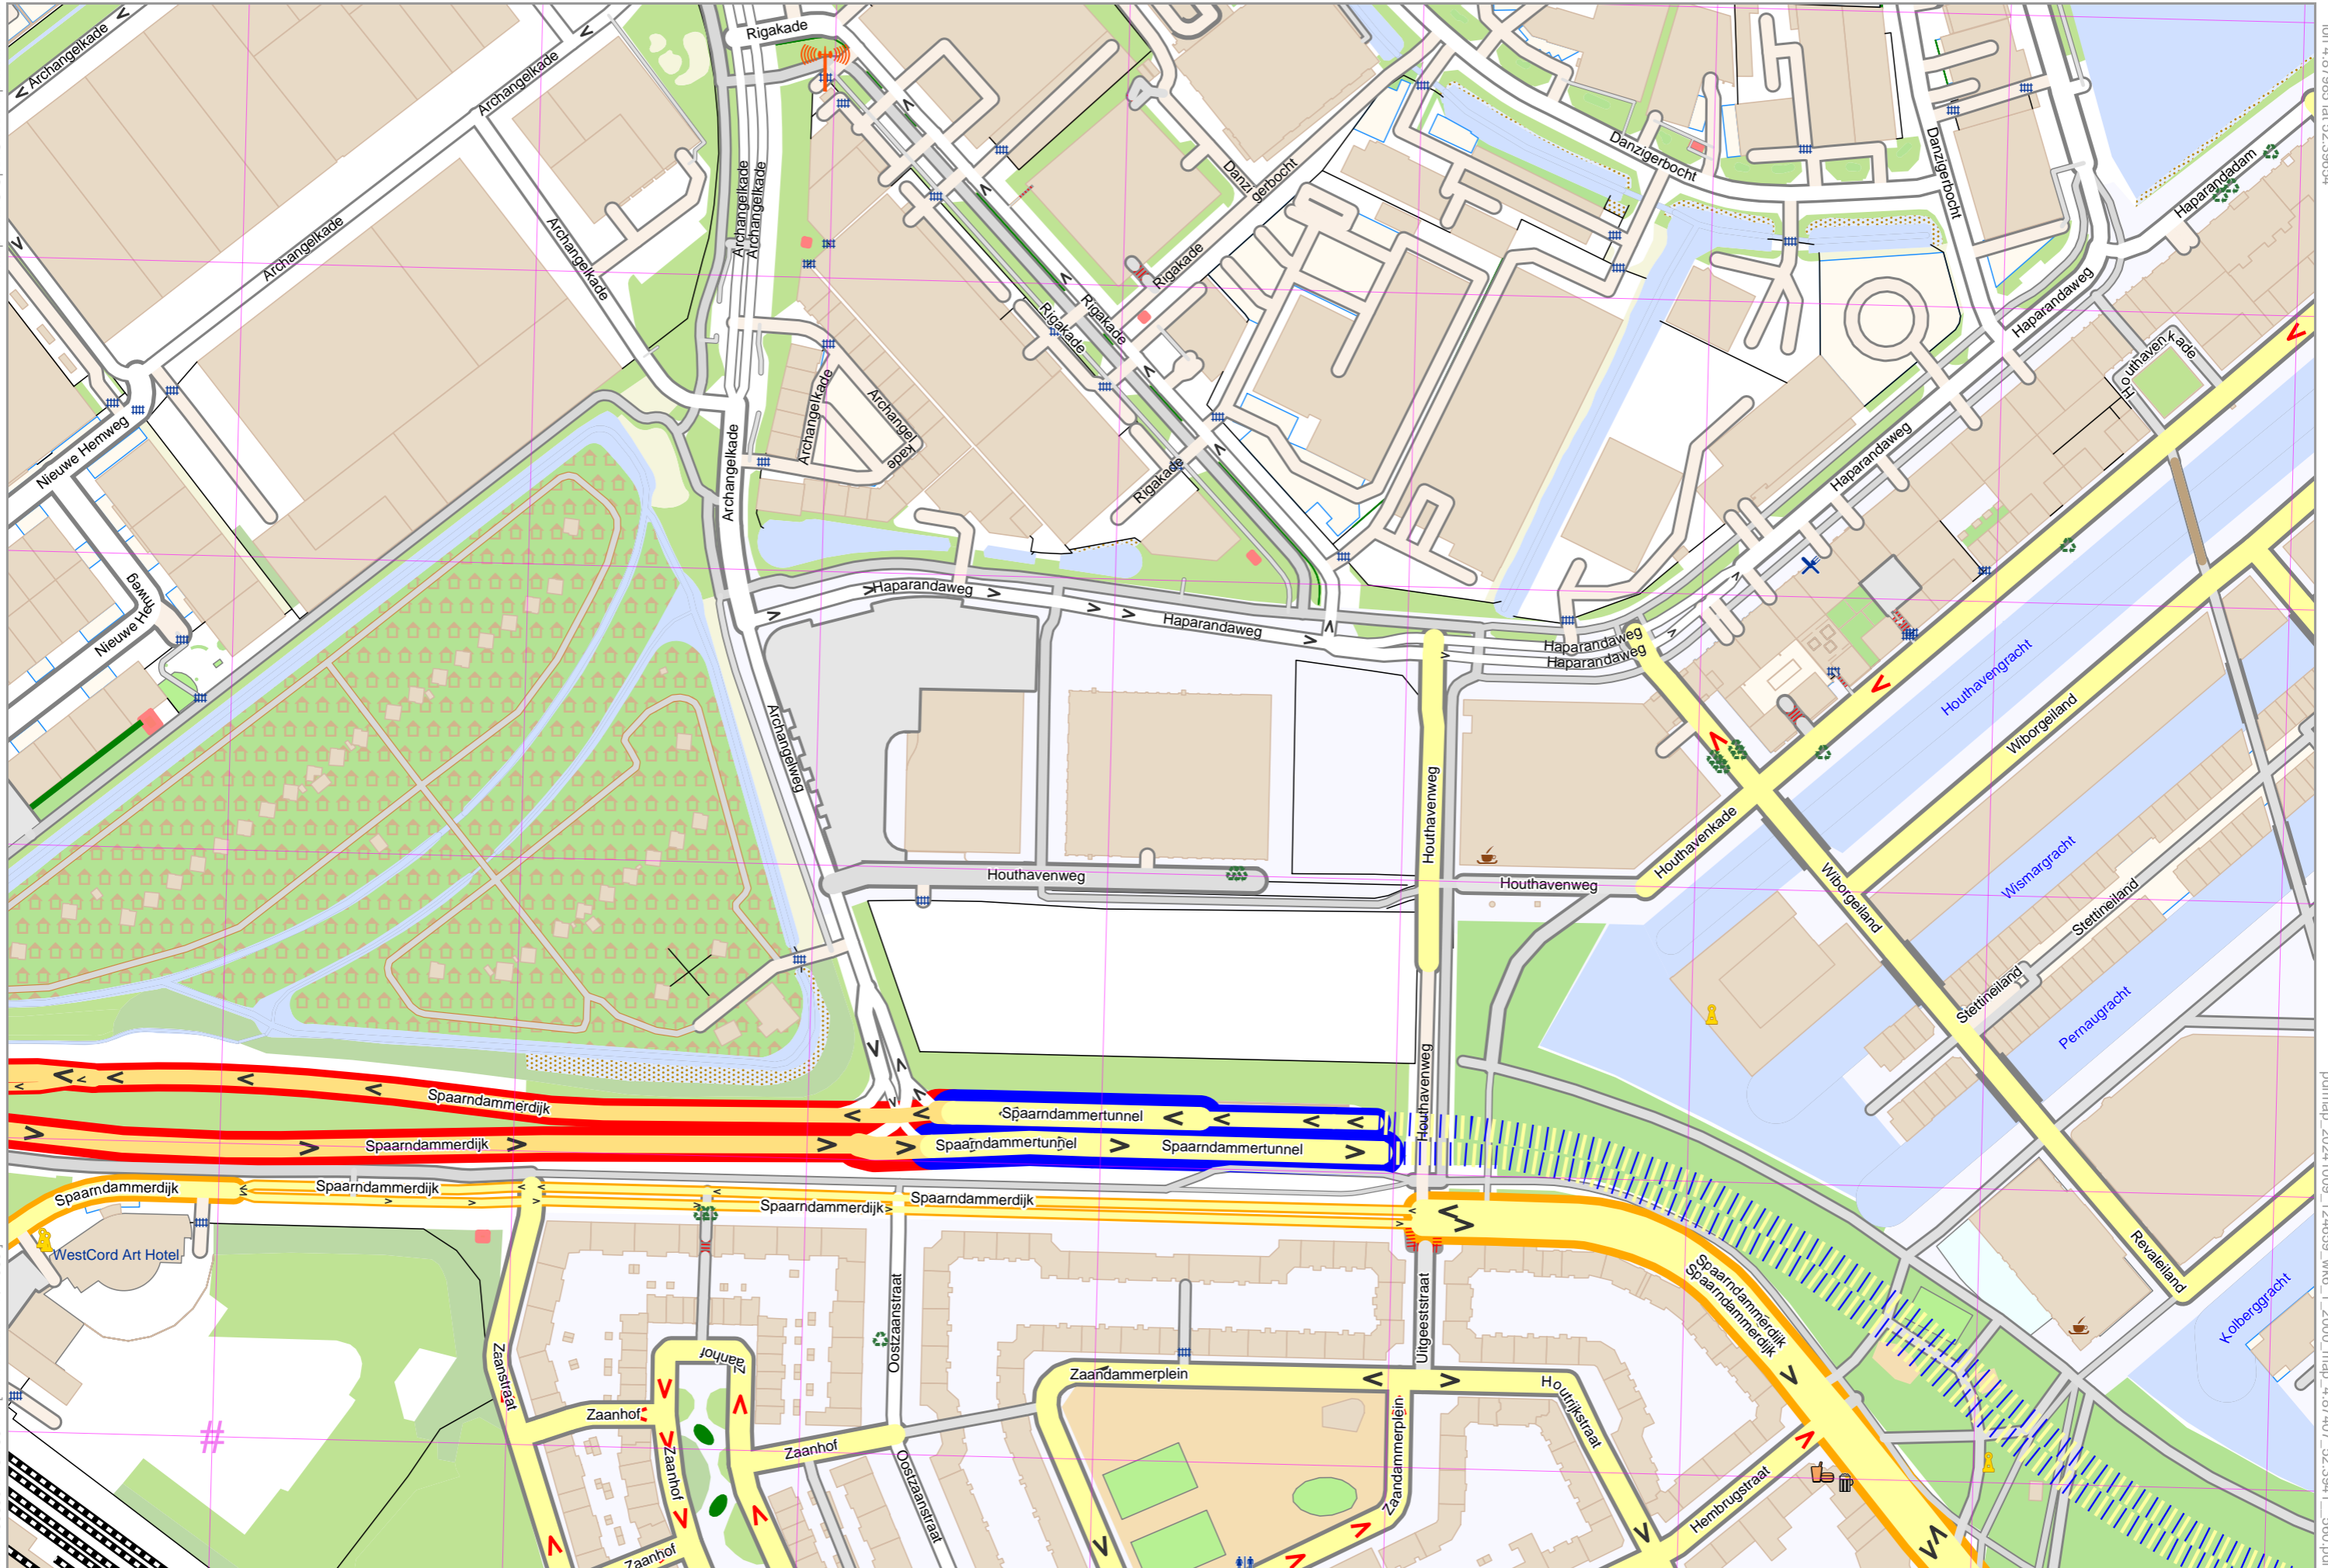 Archangelkade
Rigakade
Archangelkade
Archangelkade
Archangelkade
Archangelkade
Archangelkade
Danzigerbocht
Danzigerbocht
Danzigerbocht
Haparandadam
Rigakade
Rigakade
Rigakade
Haparandaweg
Houthavenkade
Archangelkade
Archangelkade
Archangelkade
Rigakade
Nieuwe Hemweg
Nieuwe Hemweg
Haparandaweg
Haparandaweg
Haparandaweg
Haparandaweg
Haparandaweg
Houthavengracht
Wiborgeiland
Archangelweg
Houthavenweg
Houthavenkade
Houthavenweg
Houthavenweg
Wiborgeiland
Wismargracht
Stettineiland
Stettineiland
Pernaugracht
Houthavenweg
Spaarndammerdijk
Spaarndammertunnel
Spaarndammerdijk
Spaarndammertunnel
Spaarndammertunnel
Spaarndammerdijk
Spaarndammerdijk
Spaarndammerdijk
Spaarndammerdijk
WestCord Art Hotel
Spaarndammerdijk
Spaarndammerdijk
Revaleiland
Kolberggracht
Zaanstraat
Zaanhof
Oostzaanstraat
Uitgeeststraat
Zaandammerplein
Houtrijkstraat
Zaanhof
Zaanhof
Zaanhof
Zaanhof
Oostzaanstraat
Zaandammerplein
Hembrugstraat